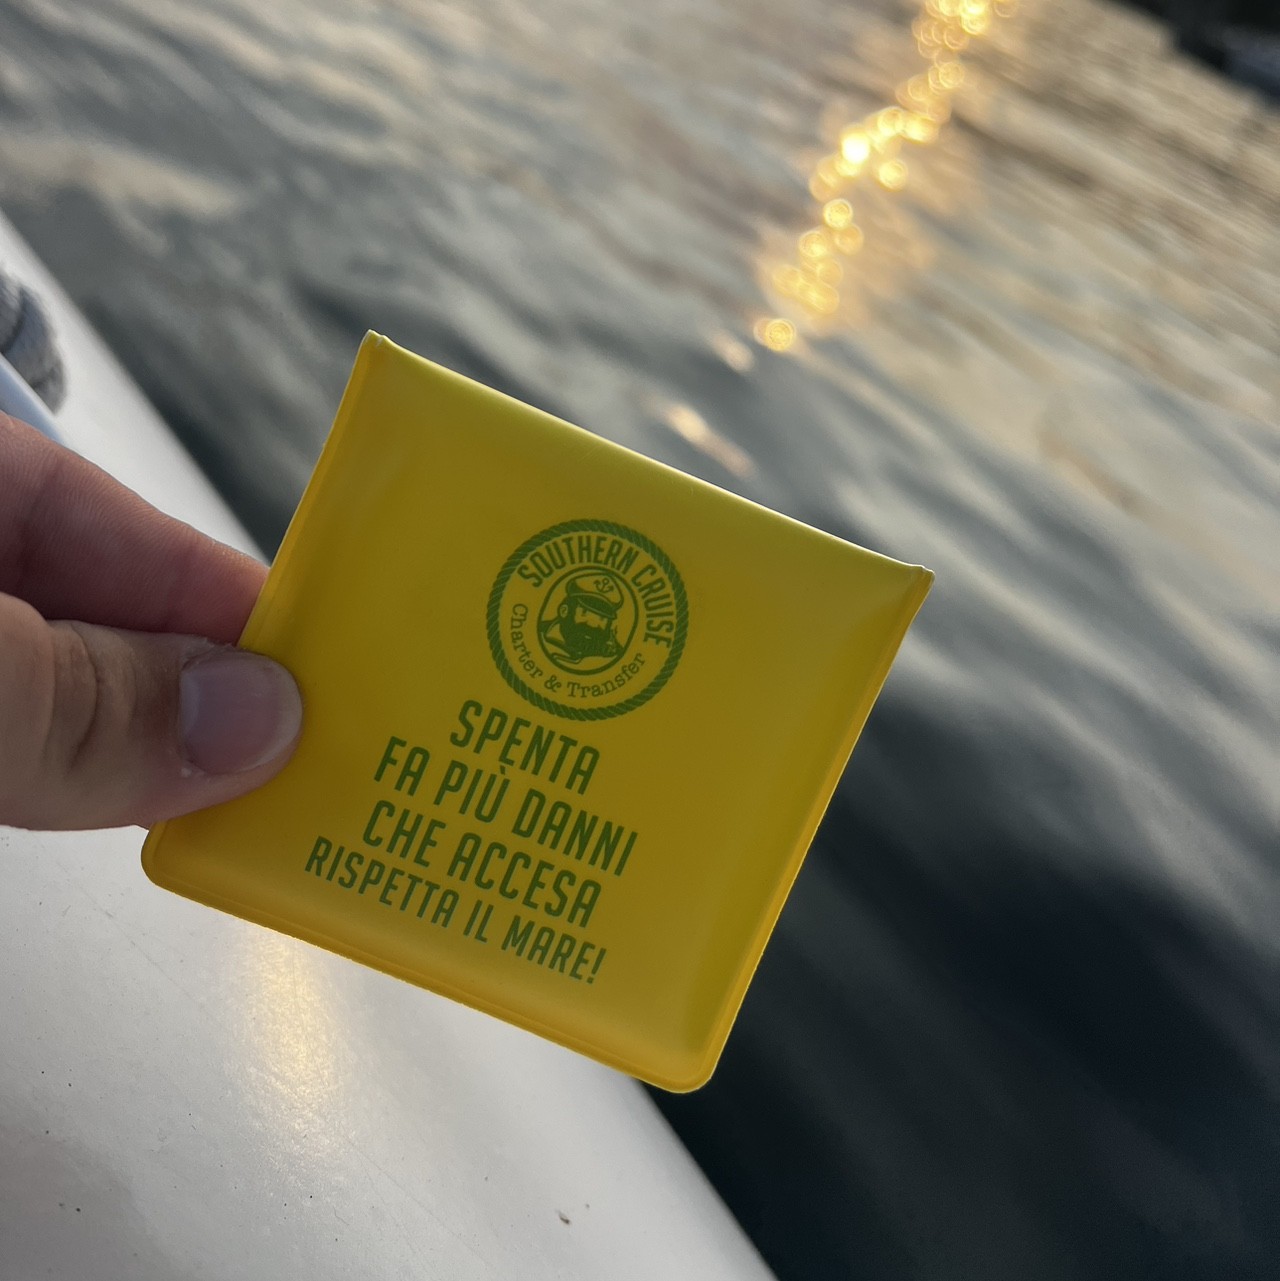 SOUTHERN CRUISE
Charter & Transfer
SPENTA
FA PIÙ DANNI
CHE ACCESA
RISPETTA IL MARE!